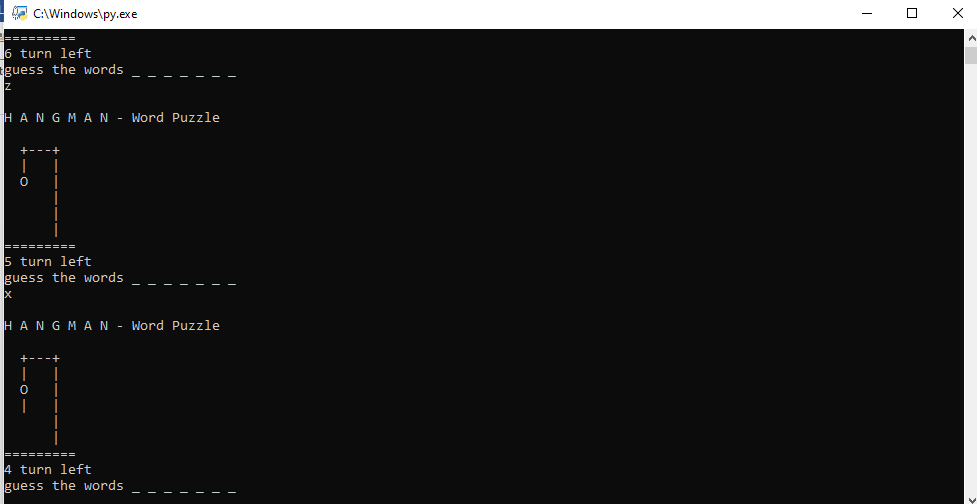 C:\Windows\py.exe
=========
6 turn left
guess the words _ _ _ _ _ _ _
z
H A N G M A N - Word Puzzle
  +---+
  |   |
  O   |
      |
      |
      |
=========
5 turn left
guess the words _ _ _ _ _ _ _
x
H A N G M A N - Word Puzzle
  +---+
  |   |
  O   |
  |   |
      |
      |
=========
4 turn left
guess the words _ _ _ _ _ _ _